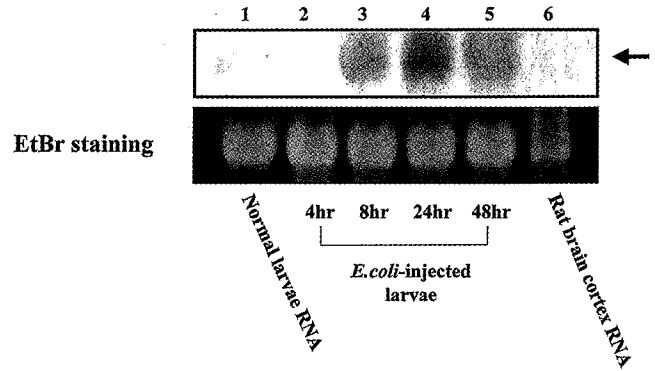 1 2 3 4 5 6
EtBr staining
4hr 8hr 24hr 48hr
E.coli-injected
larvae
Normal larvae RNA
Rat brain cortex RNA